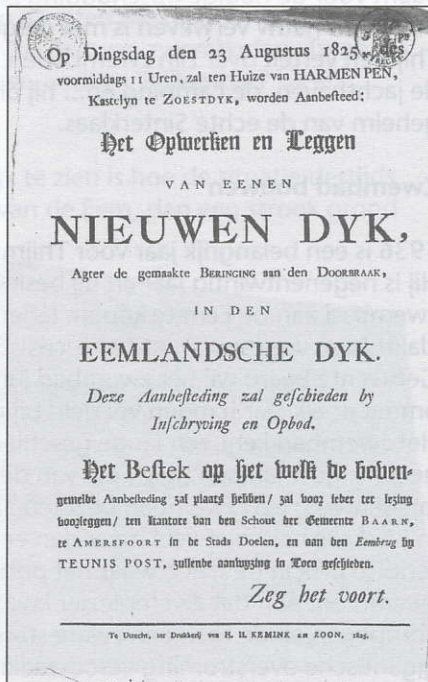 Op Dingsdag den 23 Augustus 1825, des
voormiddags 11 Uren, zal ten Huize van HARMEN PEN,
Kastelyn te ZOESTDYK, worden Aanbesteed:
Het Opwerken en Leggen
VAN EENEN
NIEUWEN DYK,
Agter de gemaakte BERINGING aan den DOORBRAAK,
IN DEN
EEMLANDSCHE DYK.
Deze Aanbesteding zal geschieden by
Inschryving en Opbod.
Het Bestek op het welk de boven-
gemelde Aanbesteding zal plaats hebben / zal voor ieder ter lezing
voorleggen / ten Kantore van den Schout der Gemeente BAARN,
te AMERSFOORT in de Stads Doelen, en aan den Eembrug by
TEUNIS POST, zullende aanwyzing in Loco geschieden.
Zeg het voort.
Te Utrecht, ter Drukkerij van H. H. KEMINK EN ZOON, 1825.